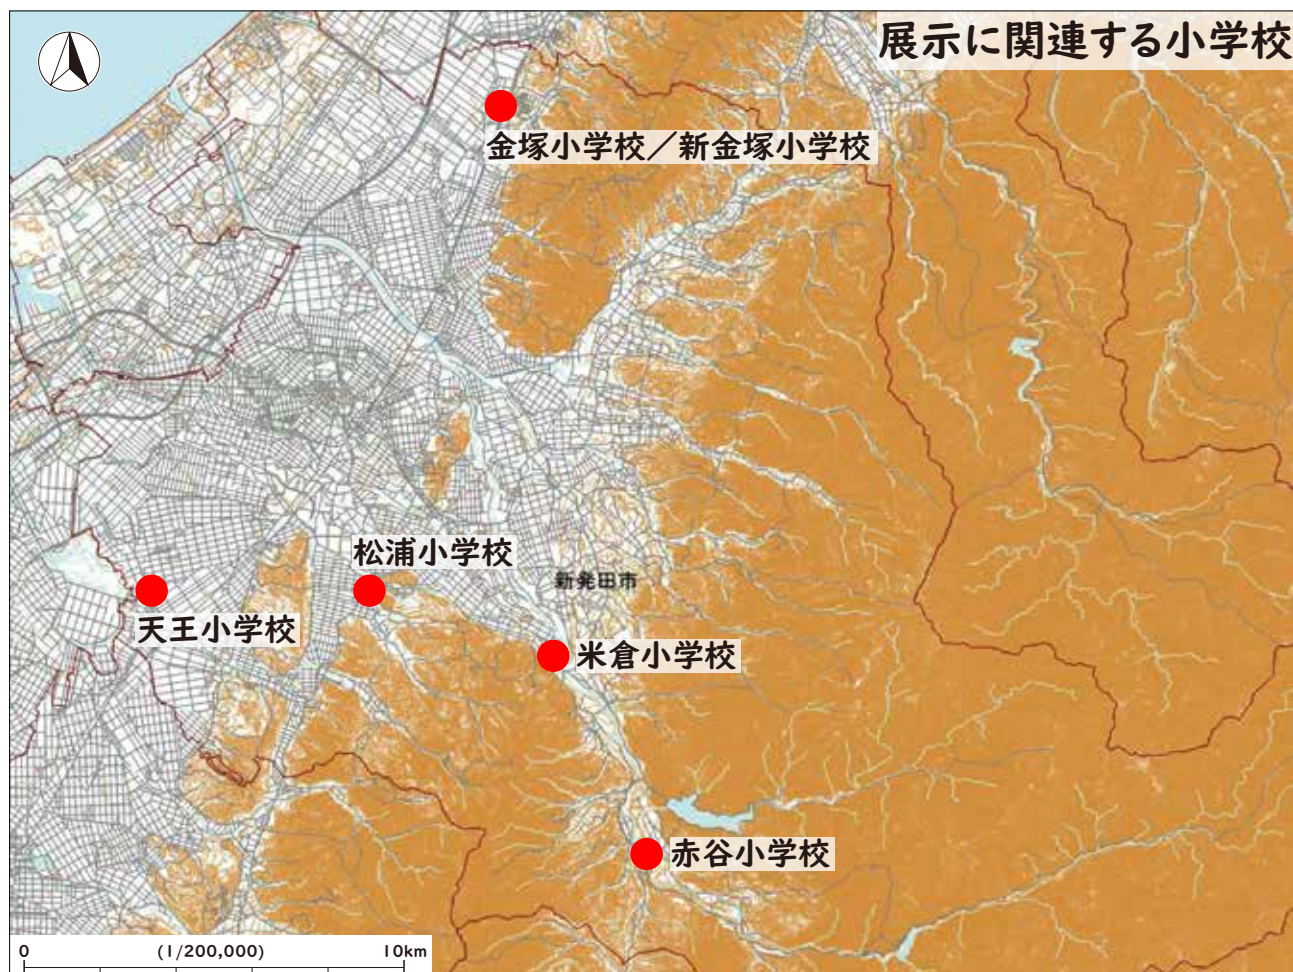 展示に関連する小学校
金塚小学校／新金塚小学校
松浦小学校
新発田市
天王小学校
米倉小学校
赤谷小学校
0 (1/200,000) 10km